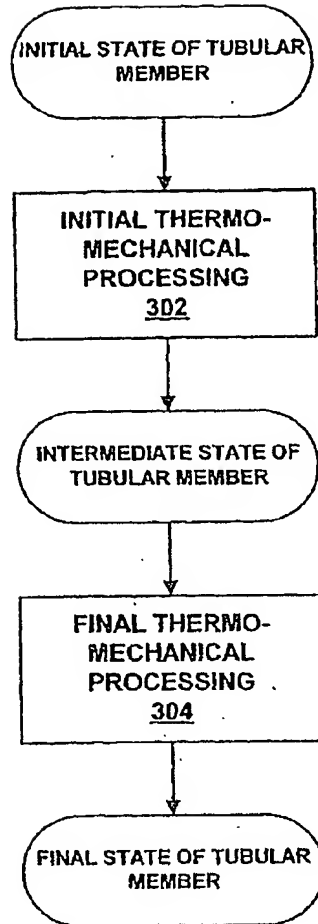 INITIAL STATE OF TUBULAR
MEMBER
INITIAL THERMO-
MECHANICAL
PROCESSING
302
INTERMEDIATE STATE OF
TUBULAR MEMBER
FINAL THERMO-
MECHANICAL
PROCESSING
304
FINAL STATE OF TUBULAR
MEMBER